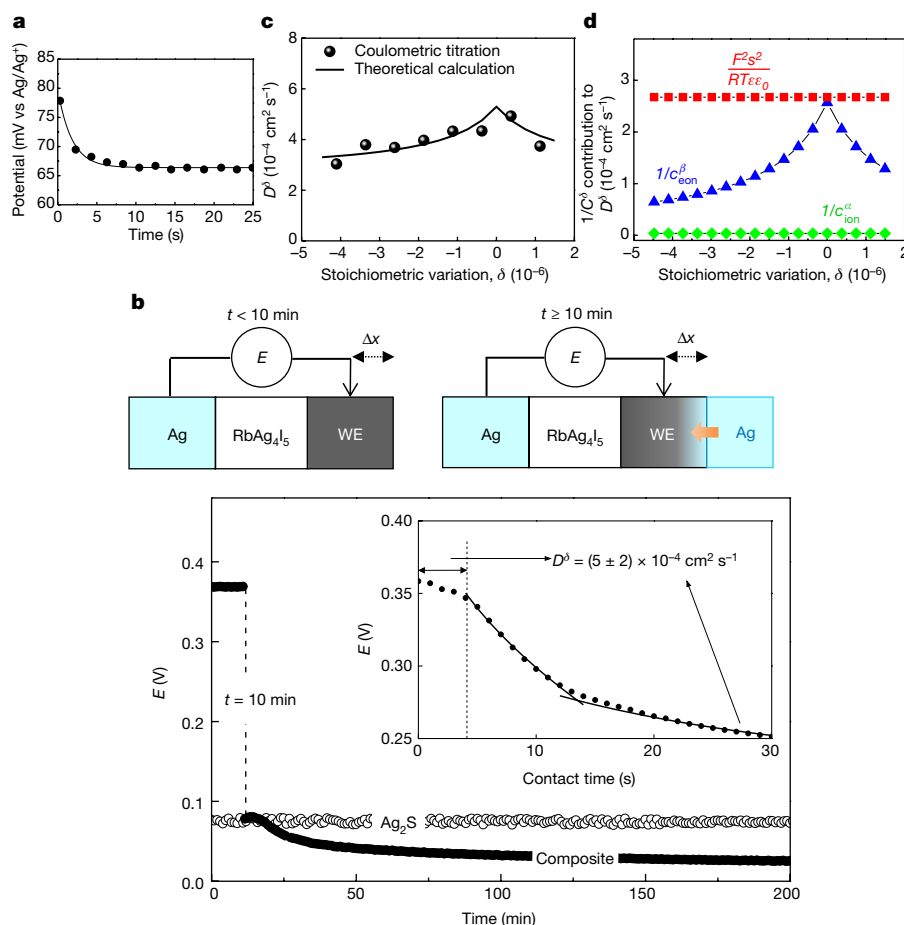 a
Potential (mV vs Ag/Ag⁺)
85
80
75
70
65
60
0 5 10 15 20 25
Time (s)
c
Dᵟ (10⁻⁴ cm² s⁻¹)
8
6
4
2
0
Coulometric titration
Theoretical calculation
–5 –4 –3 –2 –1 0 1 2
Stoichiometric variation, δ (10⁻⁶)
d
1/Cᵟ contribution to
Dᵟ (10⁻⁴ cm² s⁻¹)
3
2
1
0
F²s²
RTεε₀
1/c^β_eon
1/c^α_ion
–5 –4 –3 –2 –1 0 1 2
Stoichiometric variation, δ (10⁻⁶)
b
t < 10 min
E
Δx
Ag
RbAg₄I₅
WE
t ≥ 10 min
E
Δx
Ag
RbAg₄I₅
WE
Ag
E (V)
0.4
0.3
0.2
0.1
0.0
t = 10 min
E (V)
0.40
0.35
0.30
0.25
Dᵟ = (5 ± 2) × 10⁻⁴ cm² s⁻¹
0 10 20 30
Contact time (s)
Ag₂S
Composite
0 50 100 150 200
Time (min)